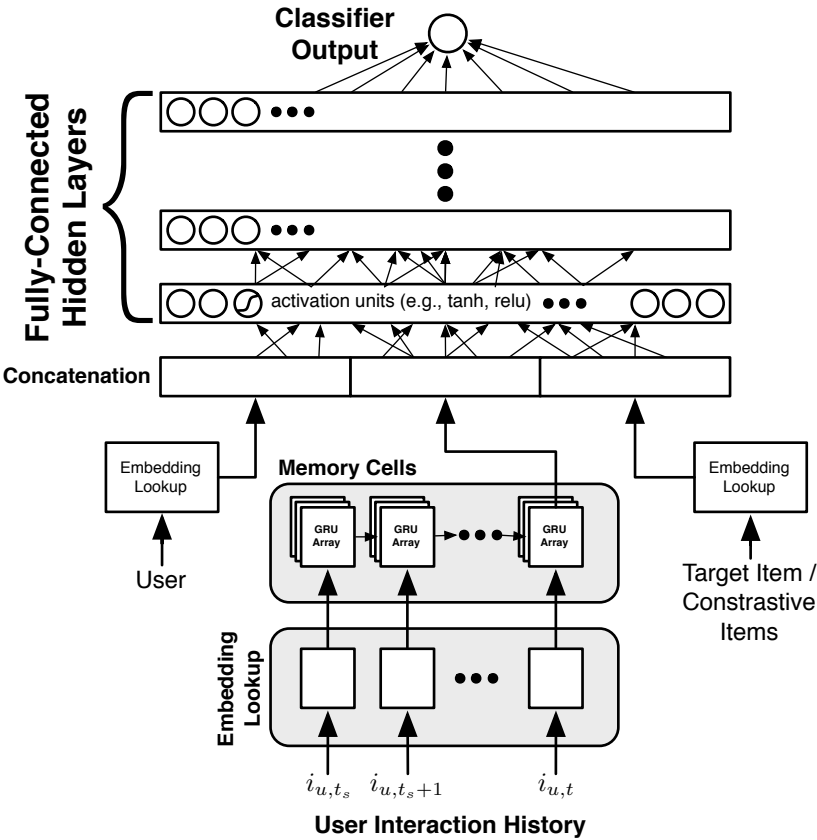 Classifier
Output
Fully-Connected
Hidden Layers
activation units (e.g., tanh, relu)
Concatenation
Embedding
Lookup
User
Memory Cells
GRU
Array
GRU
Array
GRU
Array
Embedding
Lookup
Target Item /
Constrastive
Items
Embedding
Lookup
i_{u,t_s}
i_{u,t_s+1}
i_{u,t}
User Interaction History